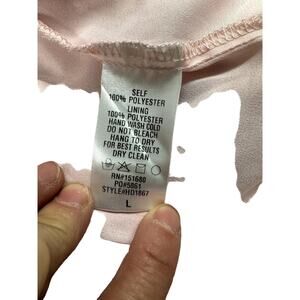 SELF
100% POLYESTER
LINING
100% POLYESTER
HAND WASH COLD
DO NOT BLEACH
HANG TO DRY
FOR BEST RESULTS
DRY CLEAN
RN#151680
PO#5861
STYLE#HD1867
L